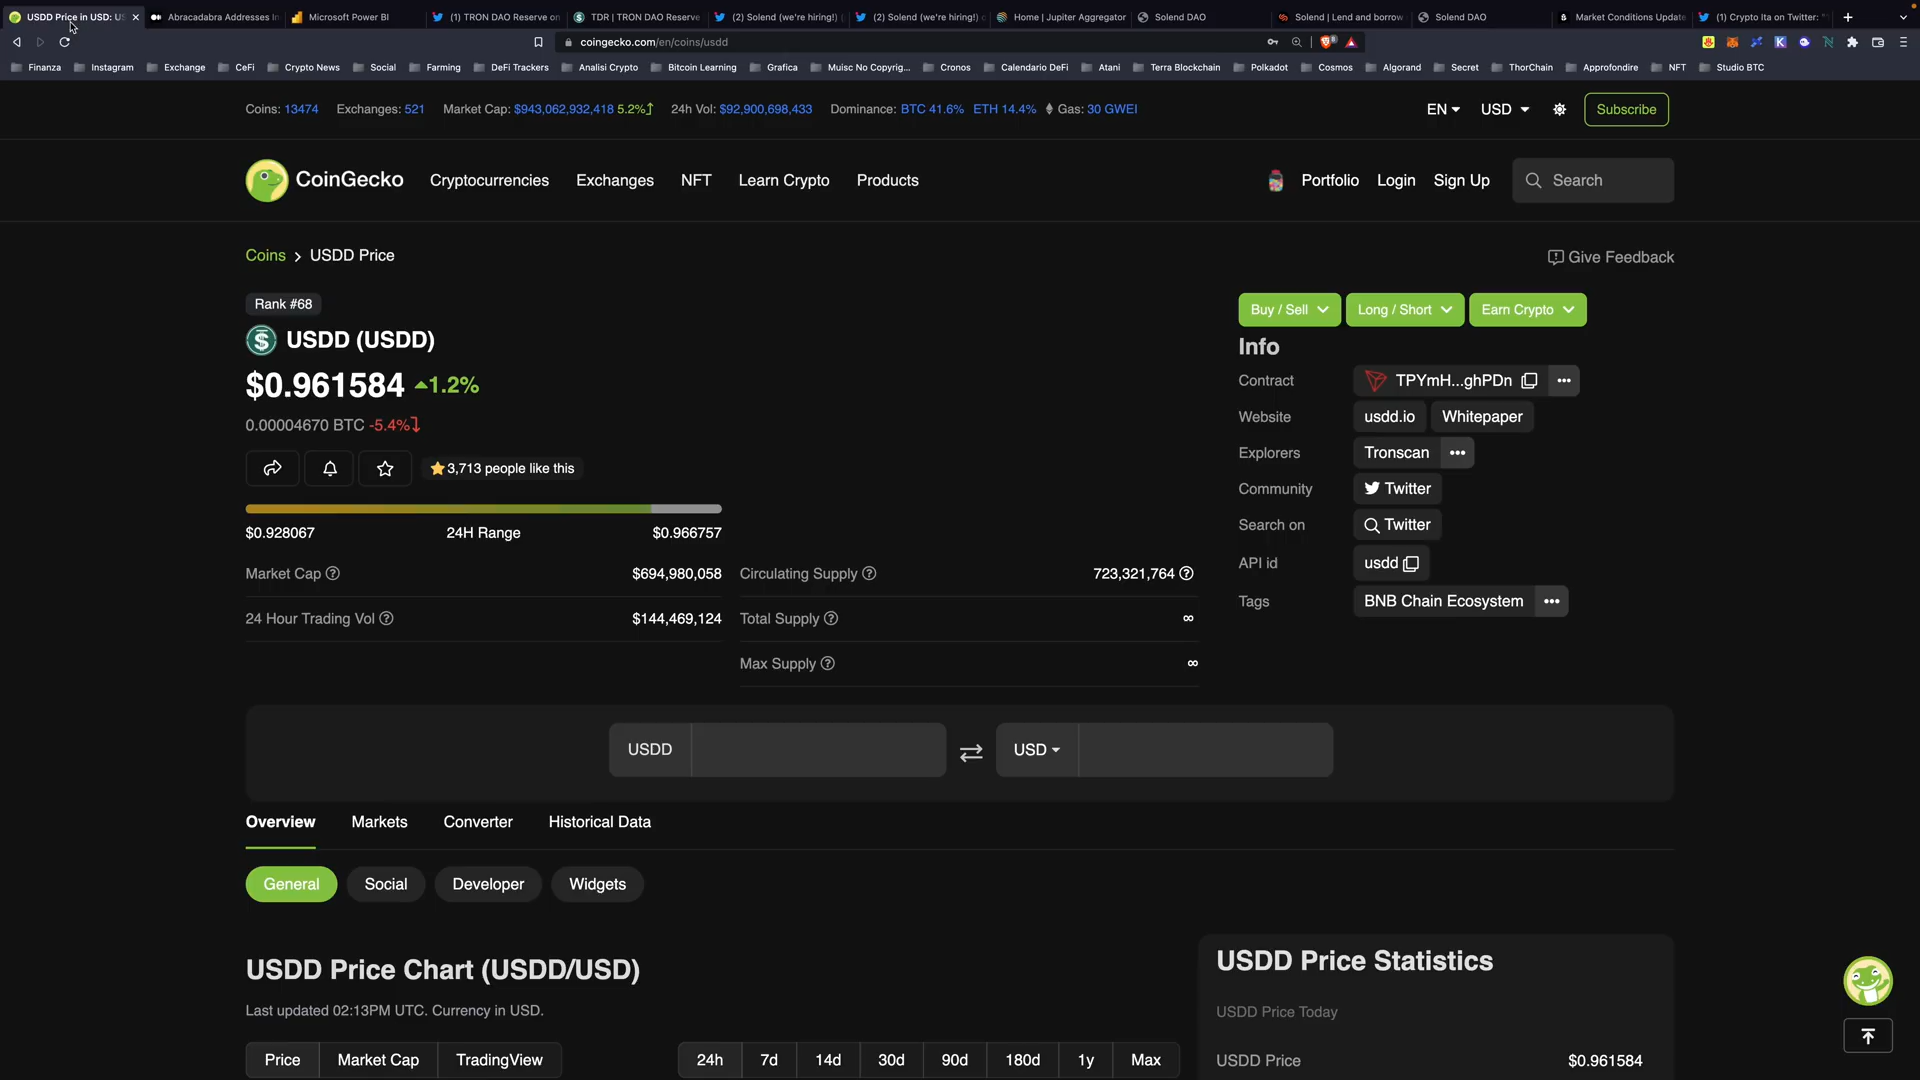 USDD Price in USD: US
Abracadabra Addresses In
Microsoft Power BI
(1) TRON DAO Reserve on
TDR | TRON DAO Reserve
(2) Solend (we're hiring!)
(2) Solend (we're hiring!)
Home | Jupiter Aggregator
Solend DAO
Solend | Lend and borrow
Solend DAO
Market Conditions Update
(1) Crypto Ita on Twitter: "
coingecko.com/en/coins/usdd
Finanza
Instagram
Exchange
CeFi
Crypto News
Social
Farming
DeFi Trackers
Analisi Crypto
Bitcoin Learning
Grafica
Muisc No Copyrig...
Cronos
Calendario DeFi
Atani
Terra Blockchain
Polkadot
Cosmos
Algorand
Secret
ThorChain
Approfondire
NFT
Studio BTC
Coins: 13474 Exchanges: 521 Market Cap: $943,062,932,418 5.2% 24h Vol: $92,900,698,433 Dominance: BTC 41.6% ETH 14.4% Gas: 30 GWEI
EN
USD
Subscribe
CoinGecko
Cryptocurrencies
Exchanges
NFT
Learn Crypto
Products
Portfolio
Login
Sign Up
Search
Coins > USDD Price
Give Feedback
Rank #68
USDD (USDD)
$0.961584 1.2%
0.00004670 BTC -5.4%
3,713 people like this
$0.928067 24H Range $0.966757
Market Cap $694,980,058
24 Hour Trading Vol $144,469,124
Circulating Supply 723,321,764
Total Supply ∞
Max Supply ∞
Buy / Sell
Long / Short
Earn Crypto
Info
Contract TPYmH...ghPDn
Website usdd.io Whitepaper
Explorers Tronscan
Community Twitter
Search on Twitter
API id usdd
Tags BNB Chain Ecosystem
USDD
USD
Overview
Markets
Converter
Historical Data
General
Social
Developer
Widgets
USDD Price Chart (USDD/USD)
Last updated 02:13PM UTC. Currency in USD.
Price
Market Cap
TradingView
24h
7d
14d
30d
90d
180d
1y
Max
USDD Price Statistics
USDD Price Today
USDD Price $0.961584